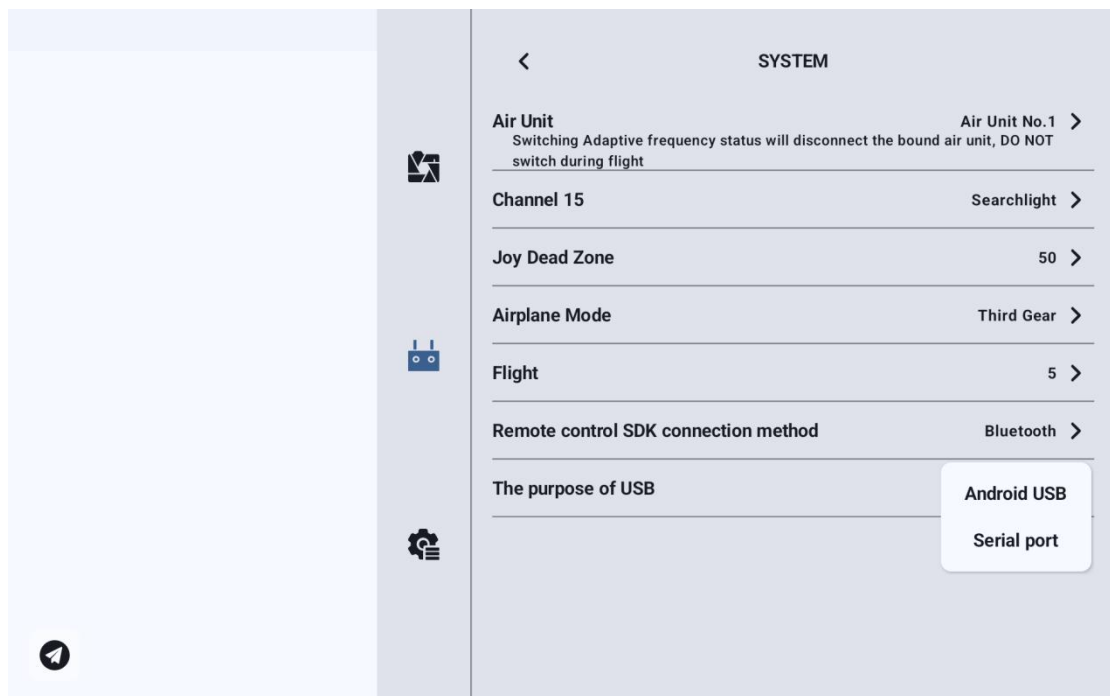 SYSTEM
Air Unit
Air Unit No.1
Switching Adaptive frequency status will disconnect the bound air unit, DO NOT
switch during flight
Channel 15
Searchlight
Joy Dead Zone
50
Airplane Mode
Third Gear
Flight
5
Remote control SDK connection method
Bluetooth
The purpose of USB
Android USB
Serial port